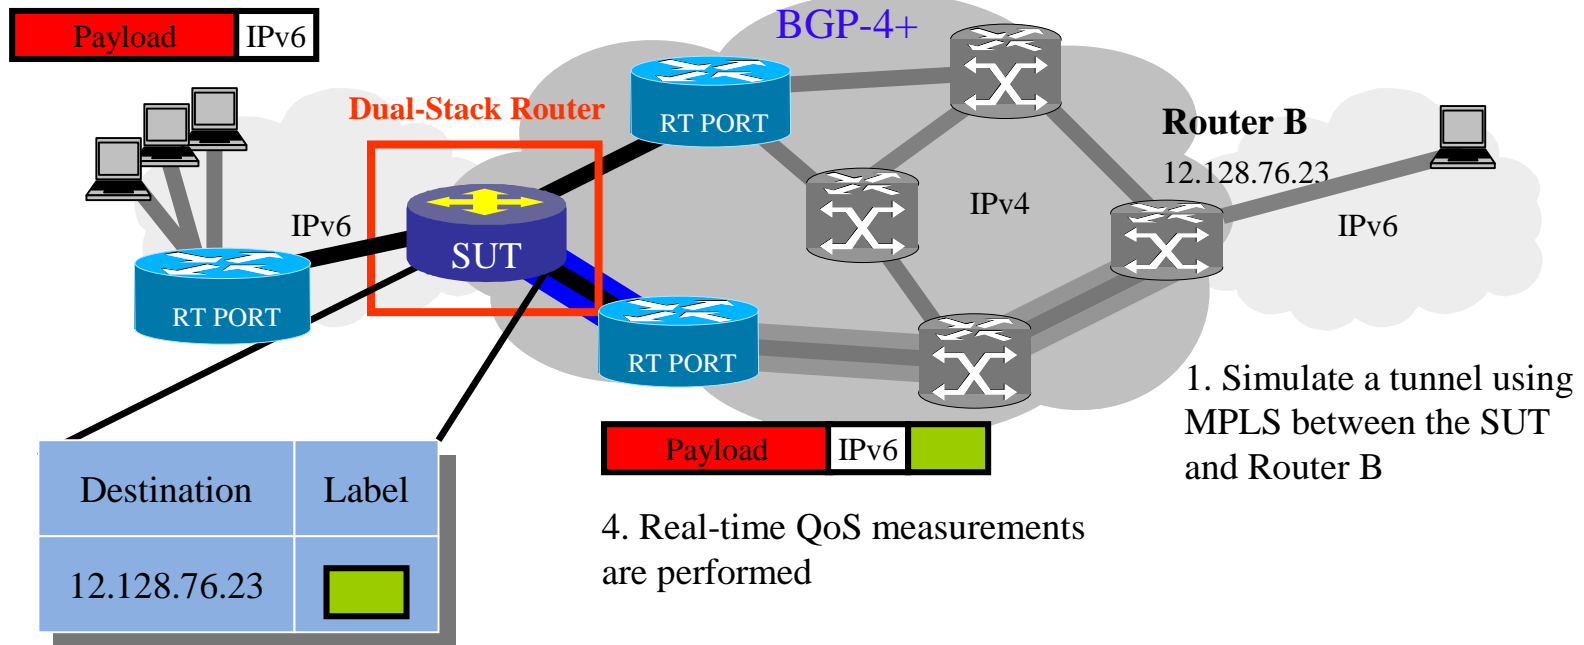 Payload IPv6
BGP-4+
Dual-Stack Router
RT PORT
Router B
12.128.76.23
IPv4
IPv6
IPv6
SUT
RT PORT
RT PORT
1. Simulate a tunnel using
MPLS between the SUT
and Router B
Payload IPv6
Destination Label
12.128.76.23
4. Real-time QoS measurements
are performed